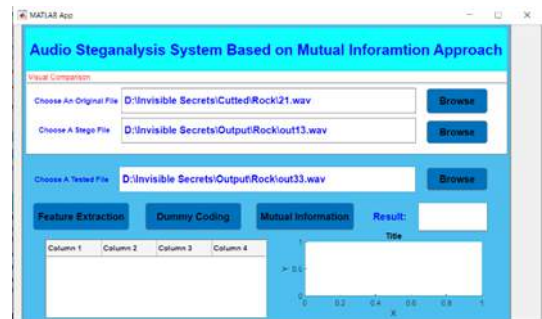 MATLAB App
Audio Steganalysis System Based on Mutual Inforamtion Approach
Visual Comparison
Choose An Original File D:\Invisible Secrets\Cutted\Rock\21.wav Browse
Choose A Stego File D:\Invisible Secrets\Output\Rock\out13.wav Browse
Choose A Tested File D:\Invisible Secrets\Output\Rock\out33.wav Browse
Feature Extraction Dummy Coding Mutual Information Result:
Column 1 Column 2 Column 3 Column 4
Title
1
Y 0.5
0
0 0.2 0.4 0.6 0.8 1
X